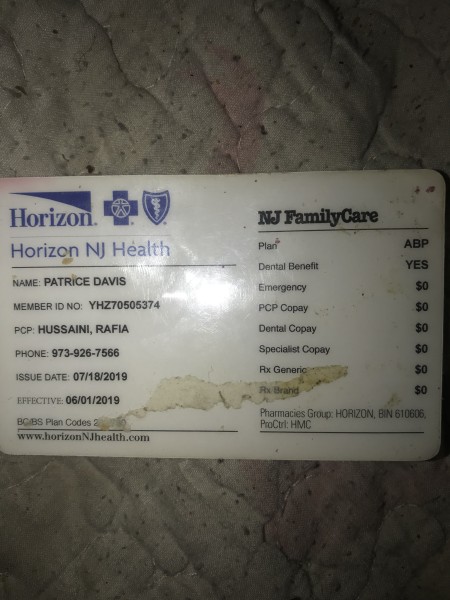 Horizon
Horizon NJ Health
NAME: PATRICE DAVIS
MEMBER ID NO: YHZ70505374
PCP: HUSSAINI, RAFIA
PHONE: 973-926-7566
ISSUE DATE: 07/18/2019
EFFECTIVE: 06/01/2019
BC/BS Plan Codes
www.horizonNJhealth.com
NJ FamilyCare
Plan ABP
Dental Benefit YES
Emergency $0
PCP Copay $0
Dental Copay $0
Specialist Copay $0
Rx Generic $0
Rx Brand $0
Pharmacies Group: HORIZON, BIN 610606,
ProCtrl: HMC